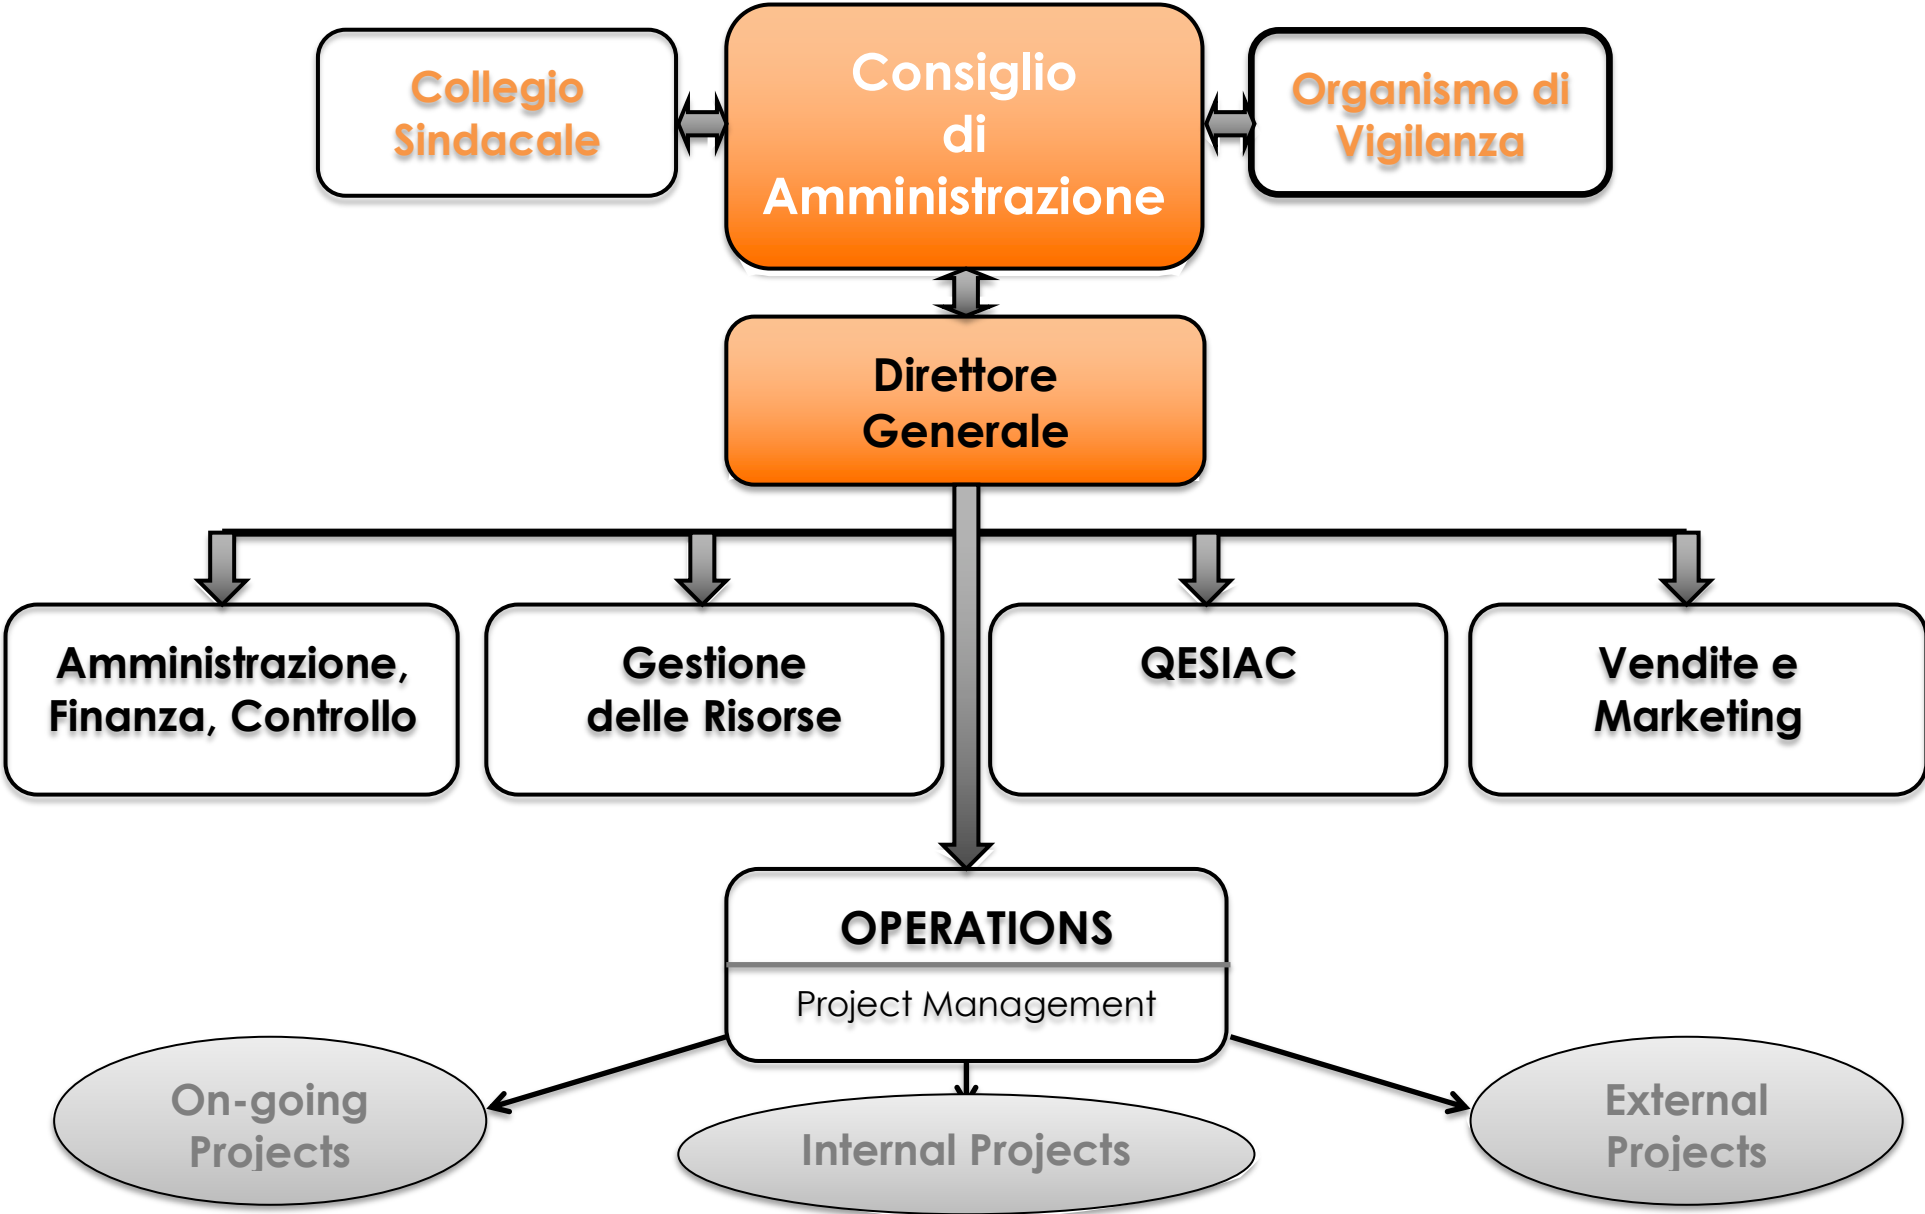 Collegio
Sindacale
Consiglio
di
Amministrazione
Organismo di
Vigilanza
Direttore
Generale
Amministrazione,
Finanza, Controllo
Gestione
delle Risorse
QESIAC
Vendite e
Marketing
OPERATIONS
Project Management
On-going
Projects
Internal Projects
External
Projects